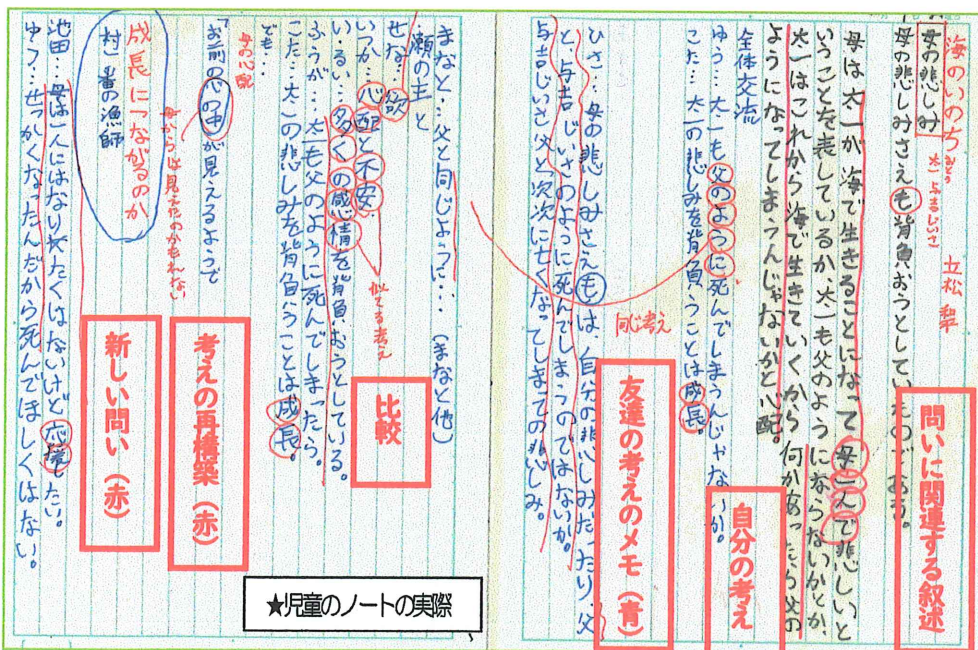 海のいのち
立松 和平
太一 与吉じいさ
おとう
母の悲しみ
母の悲しみさえも背負おうとしていたのである。
母は太一が海で生きることになって母一人で悲しいと
いうことを表しているか、太一も父のようにならないかとか、
太一はこれから海で生きていくから何かあったら父の
ようになってしまうんじゃないかと心配。
全体交流
ゆう…太一も父のように死んでしまうんじゃないか。
こた…太一の悲しみを背負うことは成長。
同じ考え
ひさ…母の悲しみさえもは、自分の悲しみだったり、父
と、与吉じいさのように死んでしまうのではないか。
与吉じいさ父と次次に亡くなってしまっての悲しみ。
問いに関連する叙述
自分の考え
友達の考えのメモ（青）
まなと…父と同じように…（まなと他）
瀬の主と
せな…欲
いつか…心配と不安
似てる考え
いるい…多くの感情を背負おうとしている。
ふうが…太一も父のように死んでしまったら。
こた…太一の悲しみを背負うことは成長。
でも…
母の心配
「お前の心の中が見えるようで
母からは見えたのかもれない
成長につながるのか
村一番の漁師
池田…母は一人にはなりたくはないけど応援したい。
ゆう…せっかくなったんだから死んでほしくはない。
比較
考えの再構築（赤）
新しい問い（赤）
★児童のノートの実際